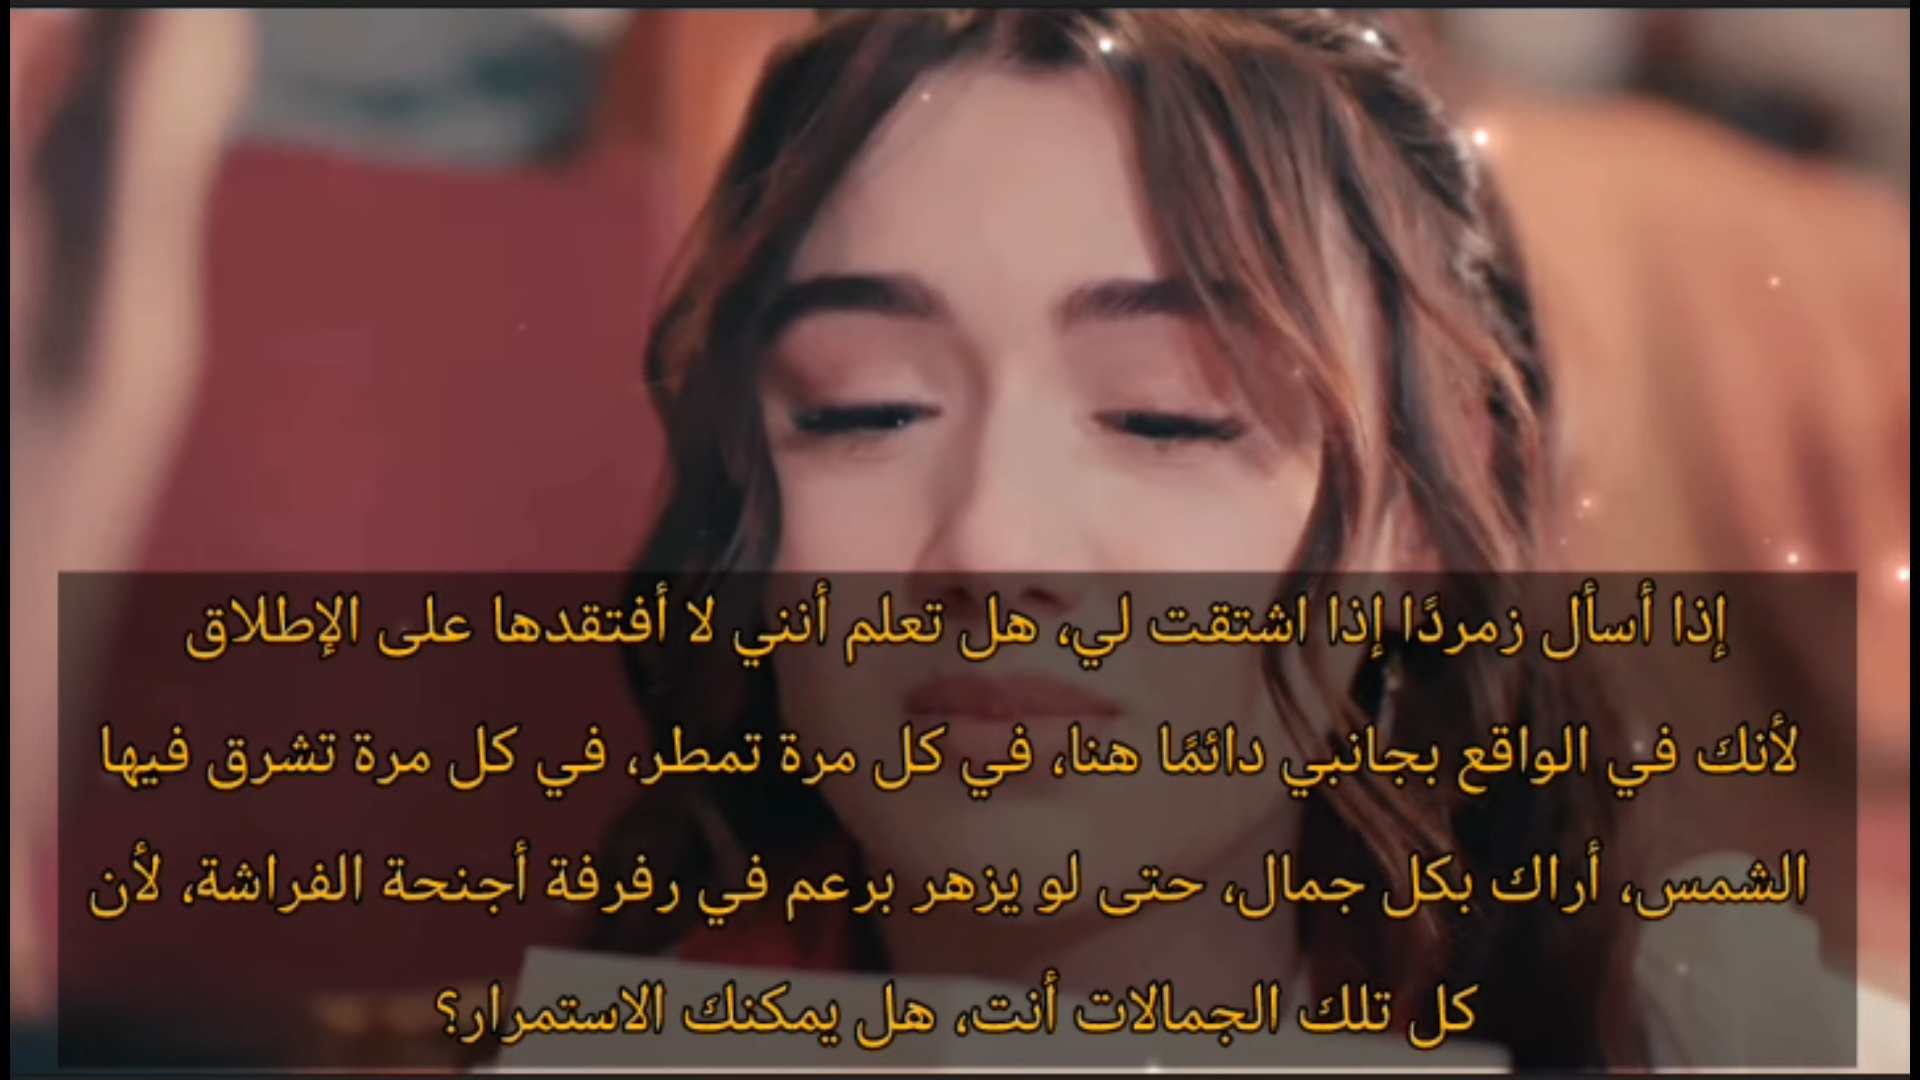 إذا أسأل زمردًا إذا اشتقت لي، هل تعلم أنني لا أفتقدها على الإطلاق
لأنك في الواقع بجانبي دائمًا هنا، في كل مرة تمطر، في كل مرة تشرق فيها
الشمس، أراك بكل جمال، حتى لو يزهر برعم في رفرفة أجنحة الفراشة، لأن
كل تلك الجمالات أنت، هل يمكنك الاستمرار؟